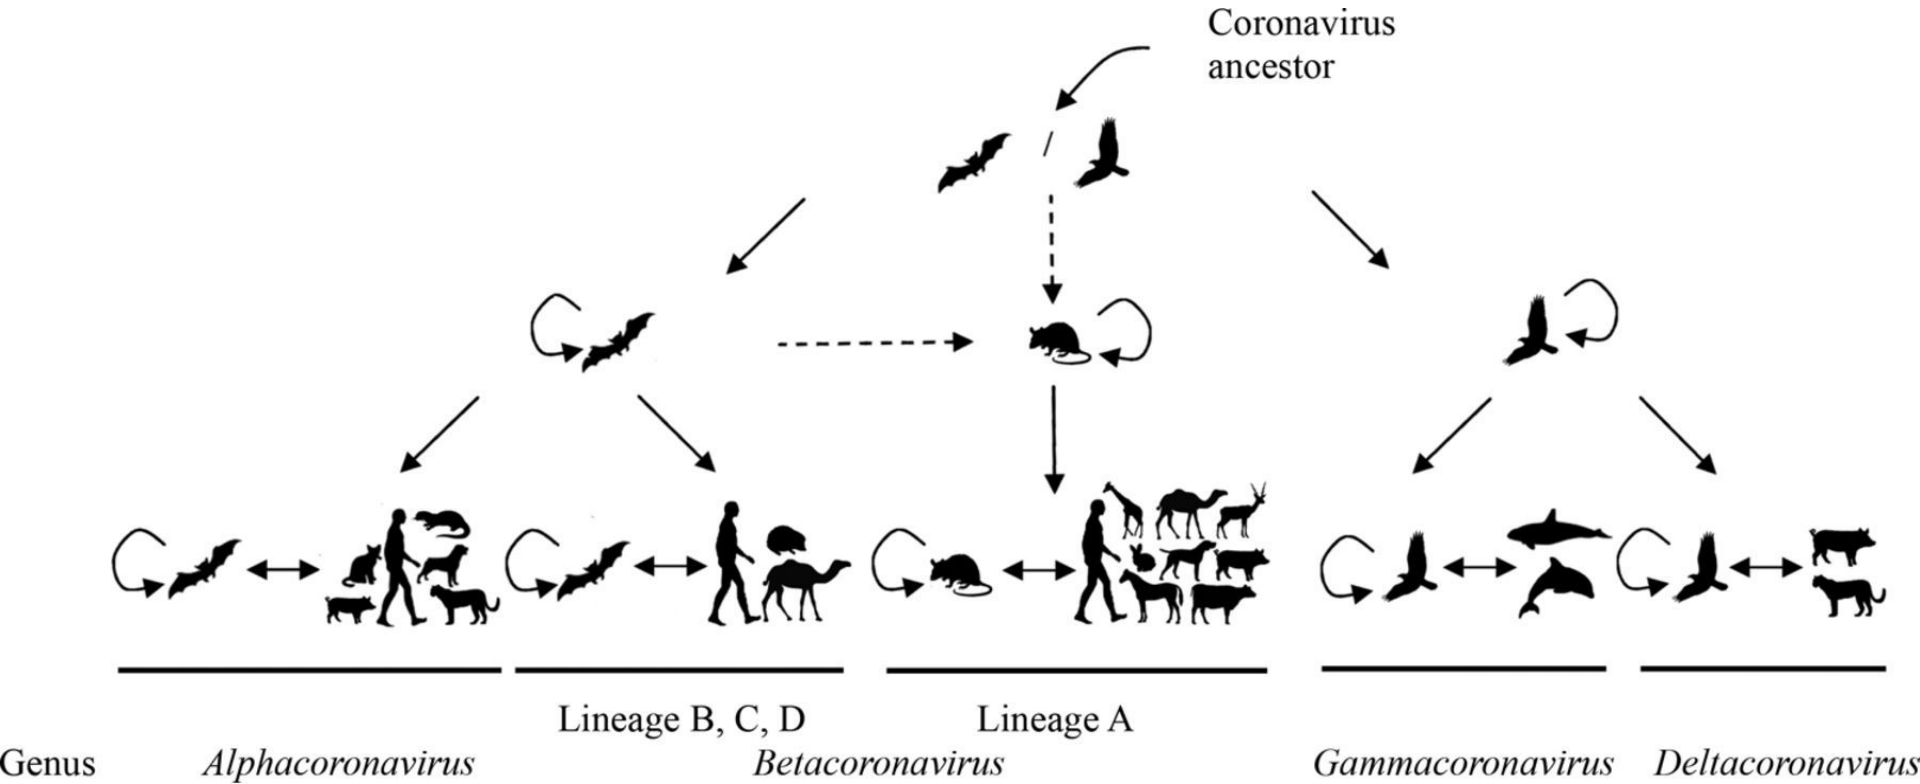 Coronavirus
ancestor
Lineage B, C, D
Lineage A
Genus
Alphacoronavirus
Betacoronavirus
Gammacoronavirus
Deltacoronavirus